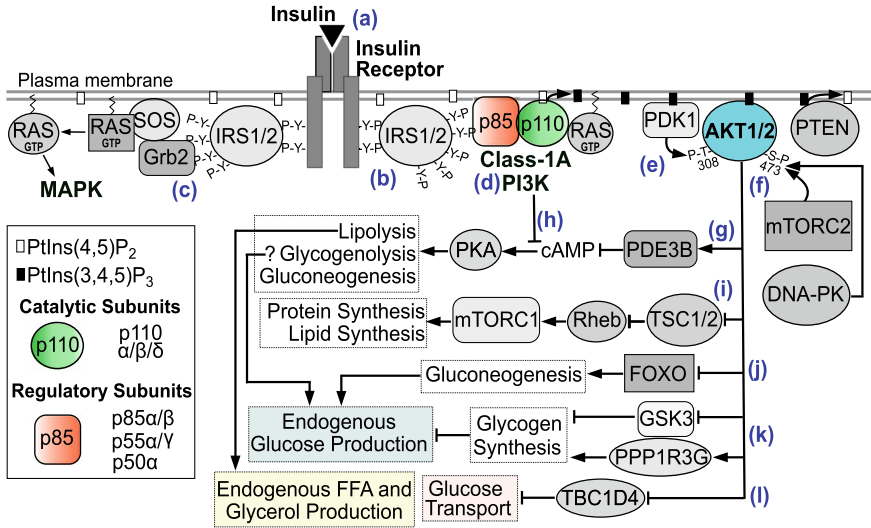 Insulin (a)
Insulin
Receptor
Plasma membrane
RAS
GTP
MAPK
RAS
GTP
SOS
Grb2
(c)
P-Y-
P-Y-
P-Y-
P-Y-
IRS1/2
-P-Y-
-P-Y-
-P-Y-
-Y-P
-Y-P
-Y-P
(b)
IRS1/2
-Y-P
-Y-P
-Y-P
-Y-P
-Y-P
p85
p110
(d)
Class-1A
PI3K
RAS
GTP
PDK1
(e)
P-T-
308
AKT1/2
-S-P
473
(f)
PTEN
mTORC2
DNA-PK
(h)
(g)
Lipolysis
? Glycogenolysis
Gluconeogenesis
PKA
cAMP
PDE3B
(i)
Protein Synthesis
Lipid Synthesis
mTORC1
Rheb
TSC1/2
Gluconeogenesis
FOXO
(j)
Endogenous
Glucose Production
Glycogen
Synthesis
GSK3
PPP1R3G
(k)
Endogenous FFA and
Glycerol Production
Glucose
Transport
TBC1D4
(l)
PtIns(4,5)P2
PtIns(3,4,5)P3
Catalytic Subunits
p110
p110
α/β/δ
Regulatory Subunits
p85
p85α/β
p55α/γ
p50α